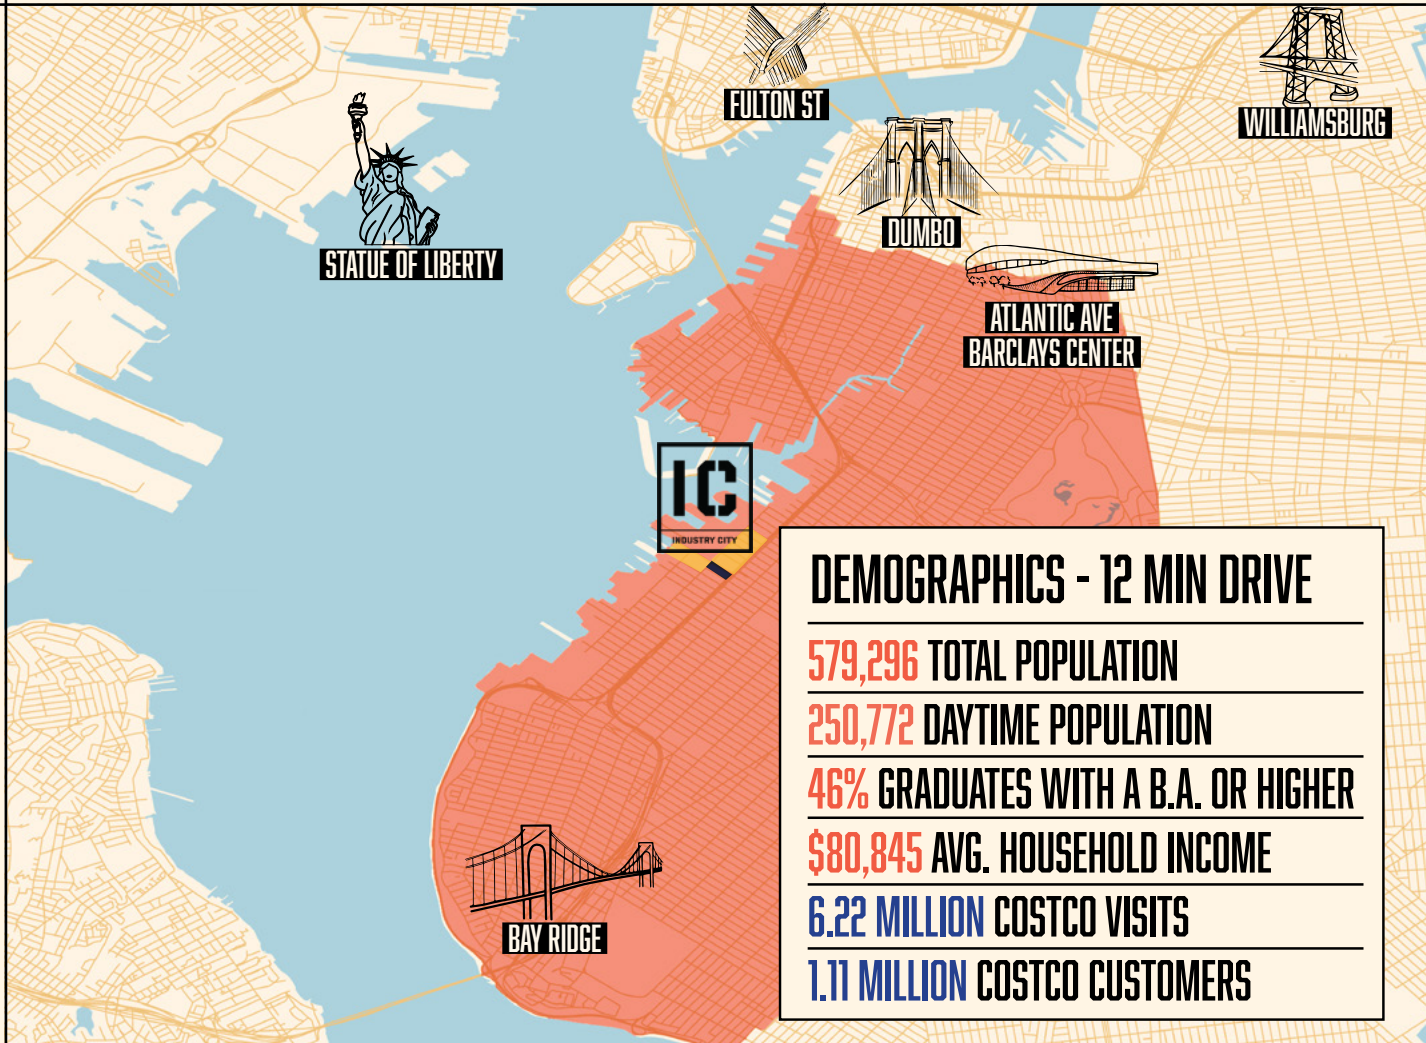 FULTON ST
WILLIAMSBURG
DUMBO
STATUE OF LIBERTY
ATLANTIC AVE
BARCLAYS CENTER
IC
INDUSTRY CITY
DEMOGRAPHICS - 12 MIN DRIVE
579,296 TOTAL POPULATION
250,772 DAYTIME POPULATION
46% GRADUATES WITH A B.A. OR HIGHER
$80,845 AVG. HOUSEHOLD INCOME
6.22 MILLION COSTCO VISITS
1.11 MILLION COSTCO CUSTOMERS
BAY RIDGE